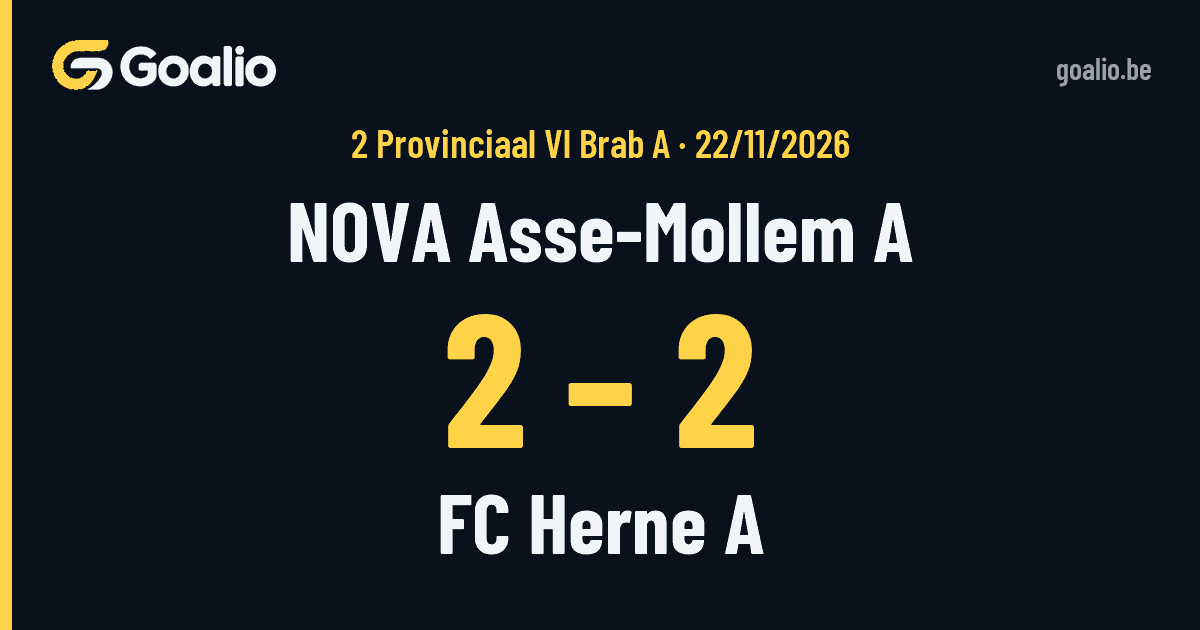 Goalio
goalio.be
2 Provinciaal Vl Brab A · 22/11/2026
NOVA Asse-Mollem A
2 - 2
FC Herne A